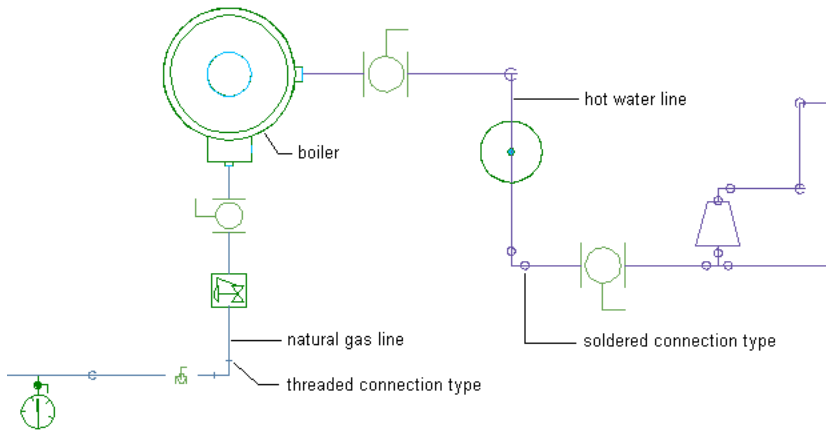 hot water line
boiler
natural gas line
soldered connection type
threaded connection type